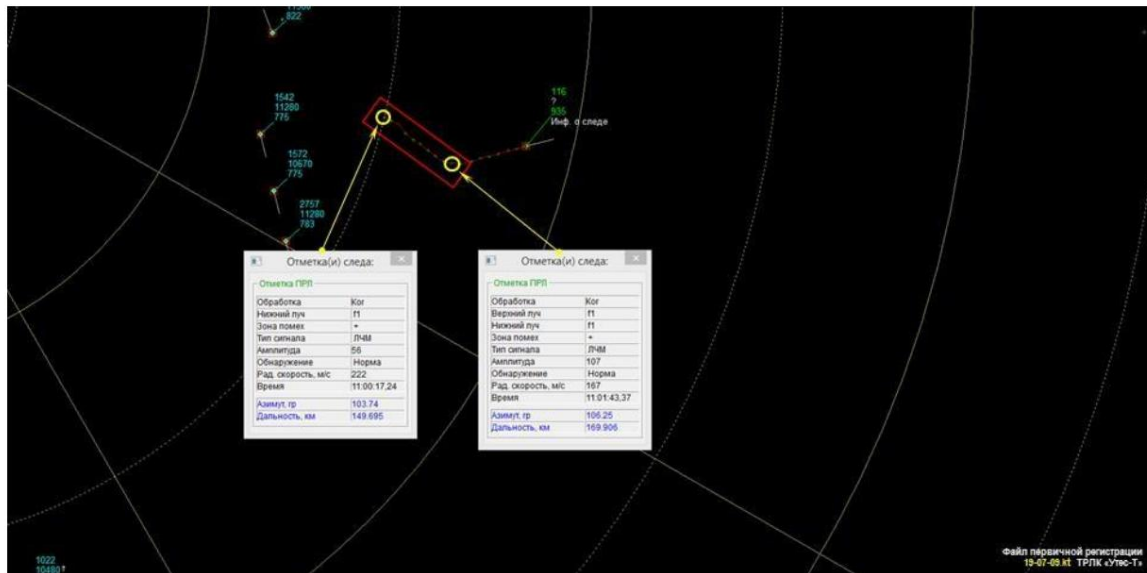 822
1542
11280
775
1572
10670
775
2757
11280
783
116
?
935
Инф. о следе
Отметка(и) следа:
Отметка ПРЛ
Обработка Kor
Нижний луч f1
Зона помех +
Тип сигнала ЛЧМ
Амплитуда 56
Обнаружение Норма
Рад. скорость, м/с 222
Время 11:00:17,24
Азимут, гр 103.74
Дальность, км 149.695
Отметка(и) следа:
Отметка ПРЛ
Обработка Kor
Верхний луч f1
Нижний луч f1
Зона помех +
Тип сигнала ЛЧМ
Амплитуда 107
Обнаружение Норма
Рад. скорость, м/с 167
Время 11:01:43,37
Азимут, гр 106.25
Дальность, км 169.906
1022
10480↑
Файл первичной регистрации
19-07-09.kt ТРЛК «Утес-Т»